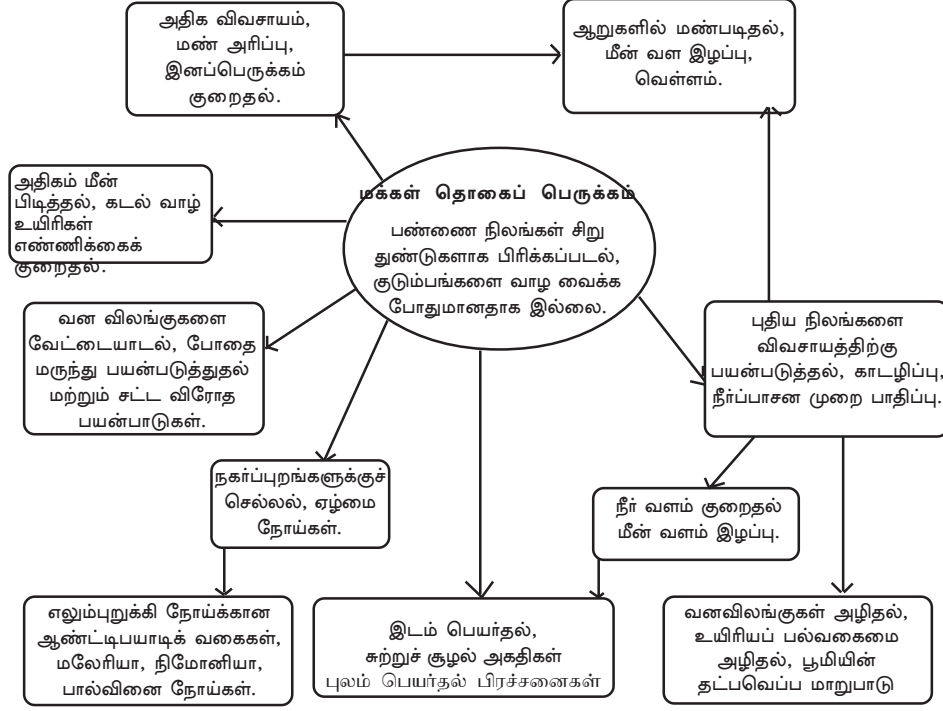 அதிக விவசாயம்,
மண் அரிப்பு,
இனப்பெருக்கம்
குறைதல்.
ஆறுகளில் மண்படிதல்,
மீன் வள இழப்பு,
வெள்ளம்.
அதிகம் மீன்
பிடித்தல், கடல் வாழ்
உயிரிகள்
எண்ணிக்கைக்
குறைதல்.
மக்கள் தொகைப் பெருக்கம்
பண்ணை நிலங்கள் சிறு
துண்டுகளாக பிரிக்கப்படல்,
குடும்பங்களை வாழ வைக்க
போதுமானதாக இல்லை.
வன விலங்குகளை
வேட்டையாடல், போதை
மருந்து பயன்படுத்துதல்
மற்றும் சட்ட விரோத
பயன்பாடுகள்.
புதிய நிலங்களை
விவசாயத்திற்கு
பயன்படுத்தல், காடழிப்பு,
நீர்ப்பாசன முறை பாதிப்பு.
நகர்ப்புறங்களுக்குச்
செல்லல், ஏழ்மை
நோய்கள்.
நீர் வளம் குறைதல்
மீன் வளம் இழப்பு.
எலும்புறுக்கி நோய்க்கான
ஆண்ட்டிபயாடிக் வகைகள்,
மலேரியா, நிமோனியா,
பால்வினை நோய்கள்.
இடம் பெயர்தல்,
சுற்றுச் சூழல் அகதிகள்
புலம் பெயர்தல் பிரச்சனைகள்
வனவிலங்குகள் அழிதல்,
உயிரியப் பல்வகைமை
அழிதல், பூமியின்
தட்பவெப்ப மாறுபாடு